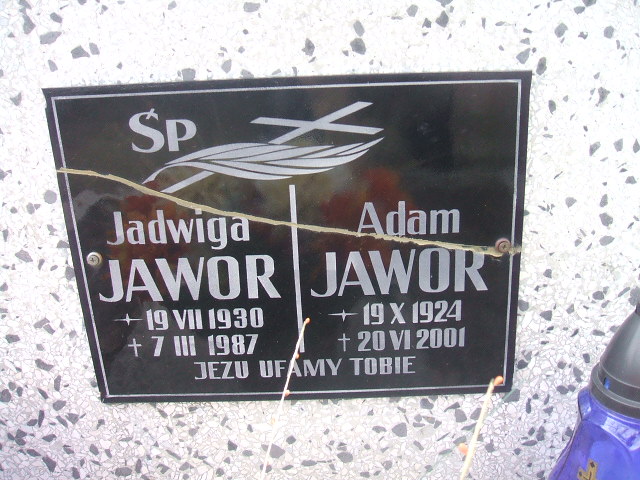 ŚP
Jadwiga
JAWOR
19 VII 1930
† 7 III 1987
Adam
JAWOR
19 X 1924
† 20 VI 2001
JEZU UFAMY TOBIE